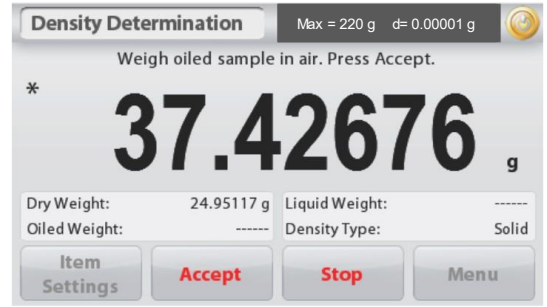 Density Determination
Max = 220 g d= 0.00001 g
Weigh oiled sample in air. Press Accept.
*
37.42676 g
Dry Weight: 24.95117 g Liquid Weight: ------
Oiled Weight: ------ Density Type: Solid
Item Settings Accept Stop Menu